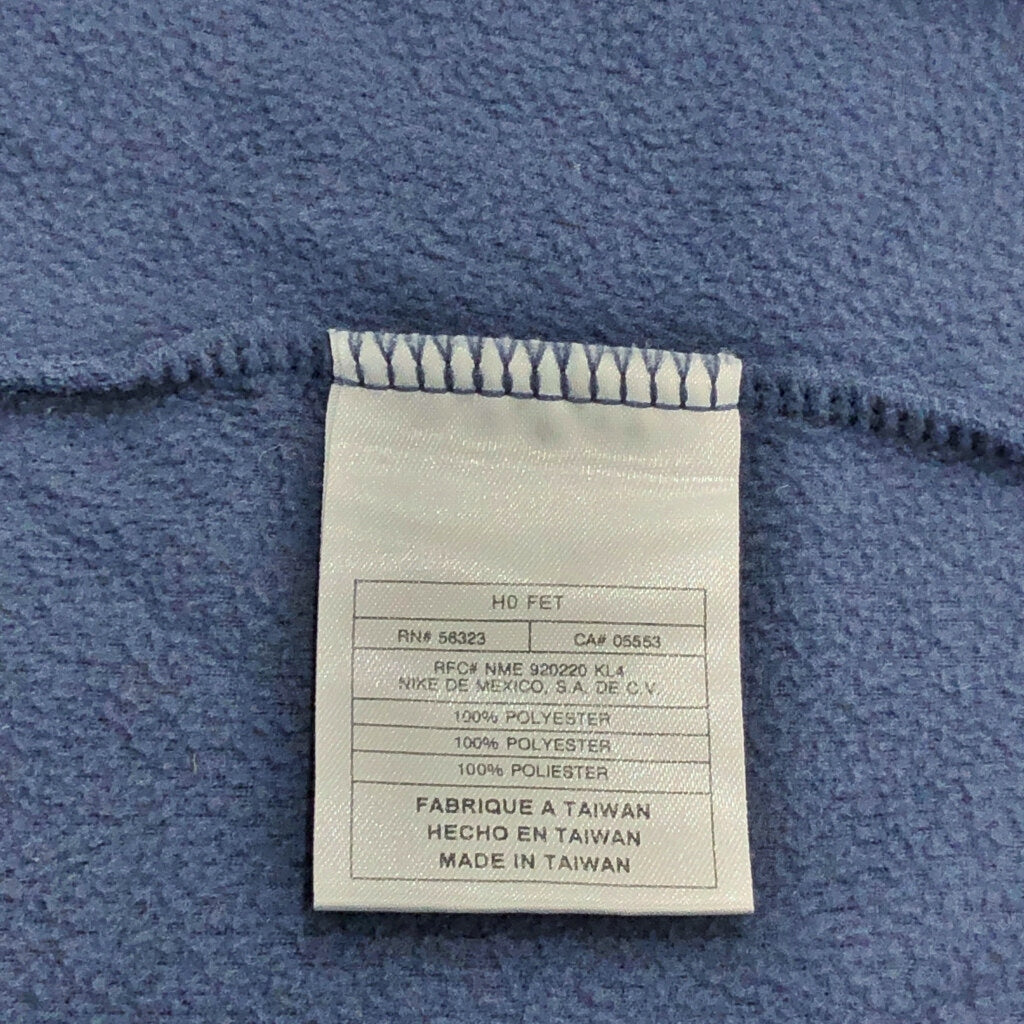 H0 FET
RN# 56323 CA# 05553
RFC# NME 920220 KL4
NIKE DE MEXICO, S.A. DE C.V.
100% POLYESTER
100% POLYESTER
100% POLIESTER
FABRIQUE A TAIWAN
HECHO EN TAIWAN
MADE IN TAIWAN